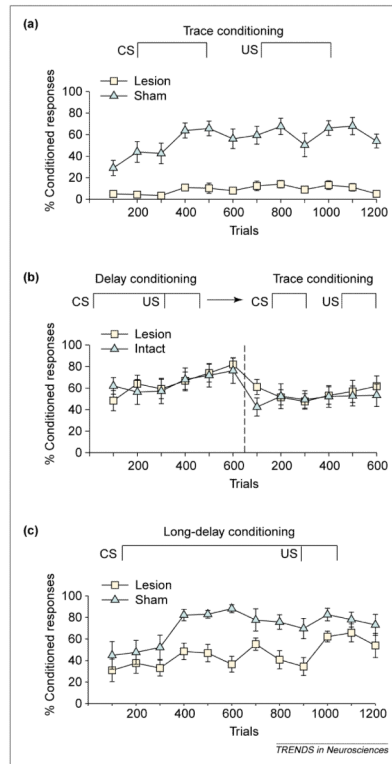 (a)
Trace conditioning
CS US
Lesion
Sham
% Conditioned responses
100
80
60
40
20
0
200 400 600 800 1000 1200
Trials
(b)
Delay conditioning Trace conditioning
CS US CS US
Lesion
Intact
% Conditioned responses
100
80
60
40
20
0
200 400 600 200 400 600
Trials
(c)
Long-delay conditioning
CS US
Lesion
Sham
% Conditioned responses
100
80
60
40
20
0
200 400 600 800 1000 1200
Trials
TRENDS in Neurosciences